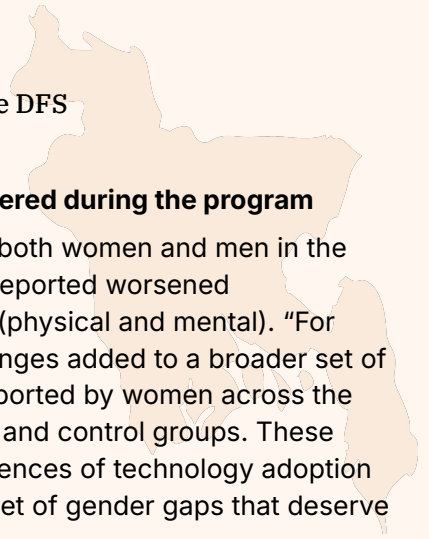 e DFS
ered during the program
both women and men in the
eported worsened
(physical and mental). “For
nges added to a broader set of
ported by women across the
and control groups. These
ences of technology adoption
et of gender gaps that deserve